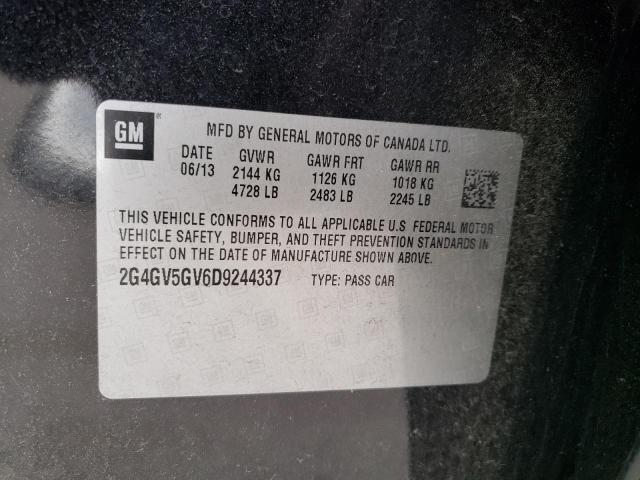 GM
MFD BY GENERAL MOTORS OF CANADA LTD.
DATE GVWR GAWR FRT GAWR RR
06/13 2144 KG 1126 KG 1018 KG
4728 LB 2483 LB 2245 LB
THIS VEHICLE CONFORMS TO ALL APPLICABLE U.S FEDERAL MOTOR
VEHICLE SAFETY, BUMPER, AND THEFT PREVENTION STANDARDS IN
EFFECT ON THE DATE OF MANUFACTURE SHOWN ABOVE.
2G4GV5GV6D9244337 TYPE: PASS CAR